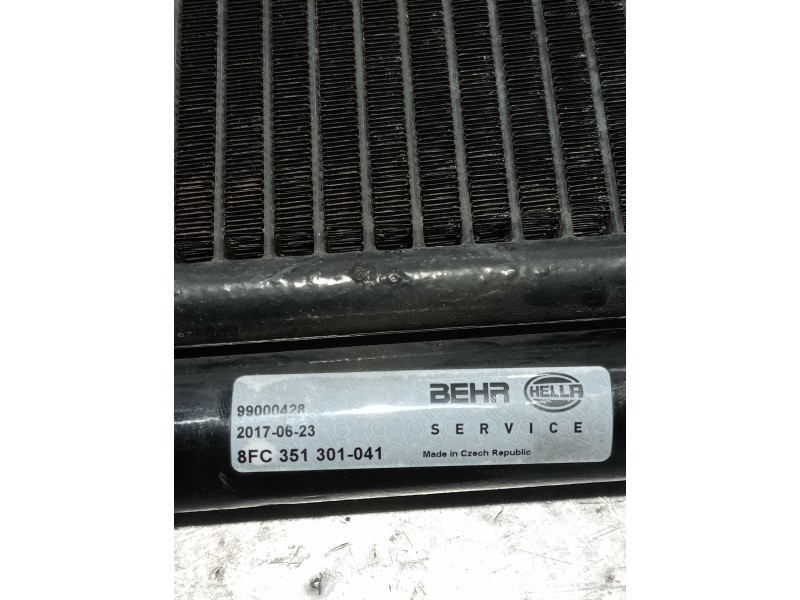 BEHR HELLA
99000428
2017-06-23
SERVICE
8FC 351 301-041
Made in Czech Republic